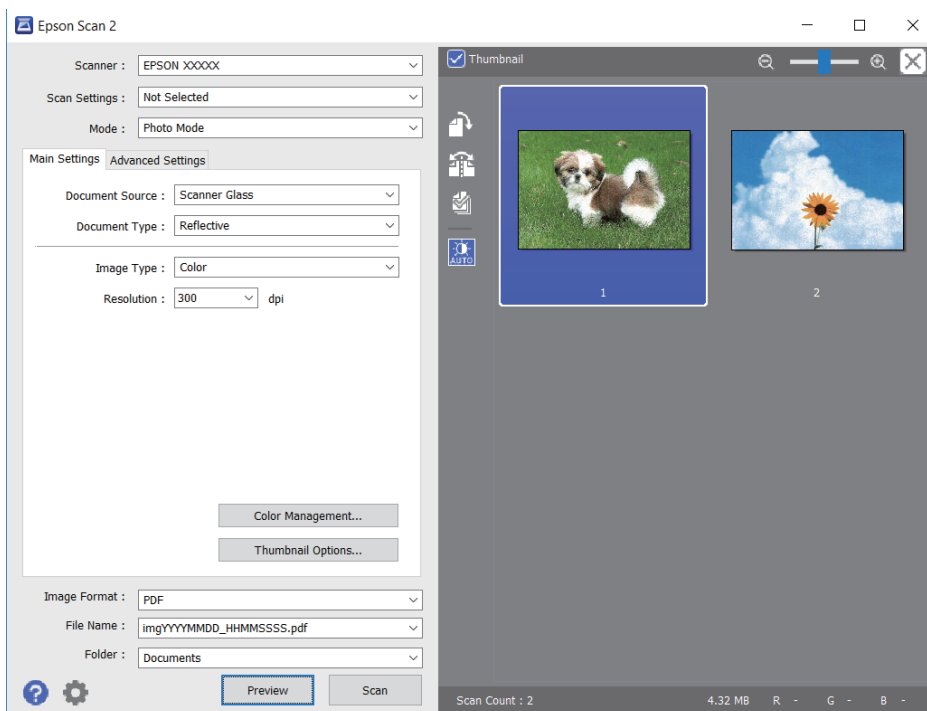 Epson Scan 2
Scanner : EPSON XXXXX
Scan Settings : Not Selected
Mode : Photo Mode
Main Settings Advanced Settings
Document Source : Scanner Glass
Document Type : Reflective
Image Type : Color
Resolution : 300 dpi
Color Management...
Thumbnail Options...
Image Format : PDF
File Name : imgYYYYMMDD_HHMMSSSS.pdf
Folder : Documents
? Preview Scan
Thumbnail
AUTO
1 2
Scan Count : 2 4.32 MB R - G - B -